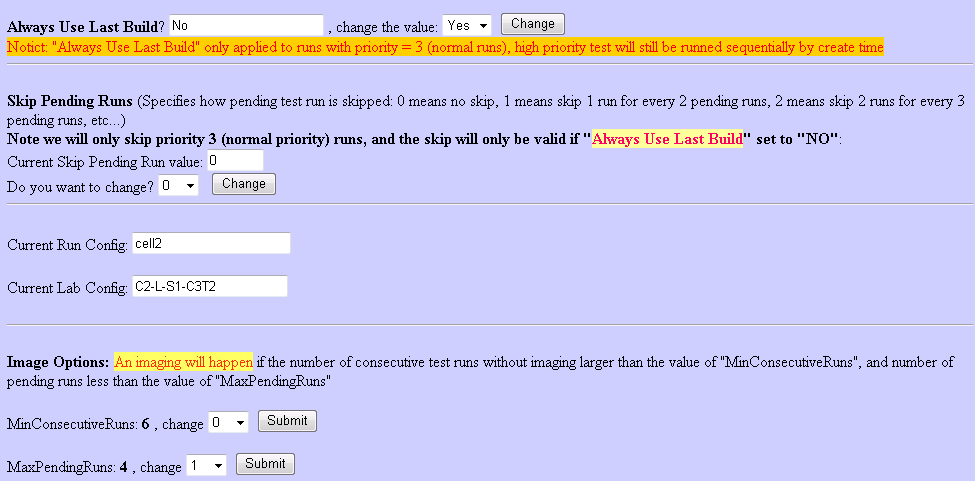 Always Use Last Build? No , change the value: Yes Change
Notict: "Always Use Last Build" only applied to runs with priority = 3 (normal runs), high priority test will still be runned sequentially by create time
Skip Pending Runs (Specifies how pending test run is skipped: 0 means no skip, 1 means skip 1 run for every 2 pending runs, 2 means skip 2 runs for every 3
pending runs, etc...)
Note we will only skip priority 3 (normal priority) runs, and the skip will only be valid if "Always Use Last Build" set to "NO":
Current Skip Pending Run value: 0
Do you want to change? 0 Change
Current Run Config: cell2
Current Lab Config: C2-L-S1-C3T2
Image Options: An imaging will happen if the number of consecutive test runs without imaging larger than the value of "MinConsecutiveRuns", and number of
pending runs less than the value of "MaxPendingRuns"
MinConsecutiveRuns: 6 , change 0 Submit
MaxPendingRuns: 4 , change 1 Submit